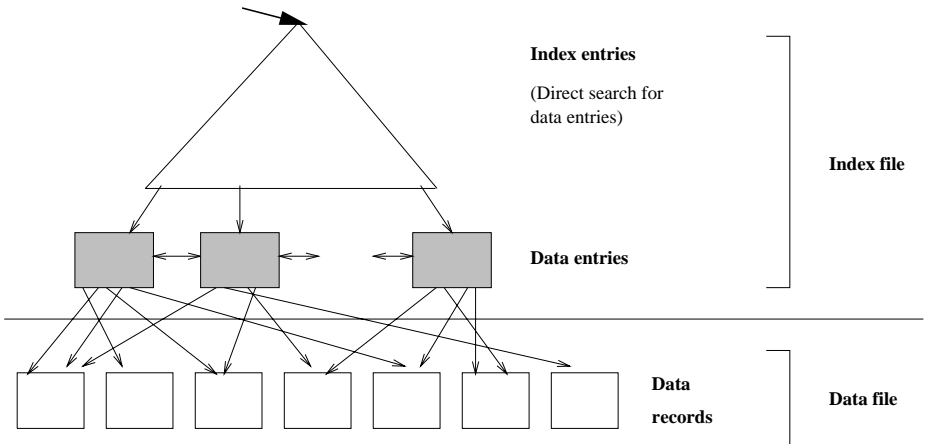 Index entries
(Direct search for
data entries)
Index file
Data entries
Data
records
Data file